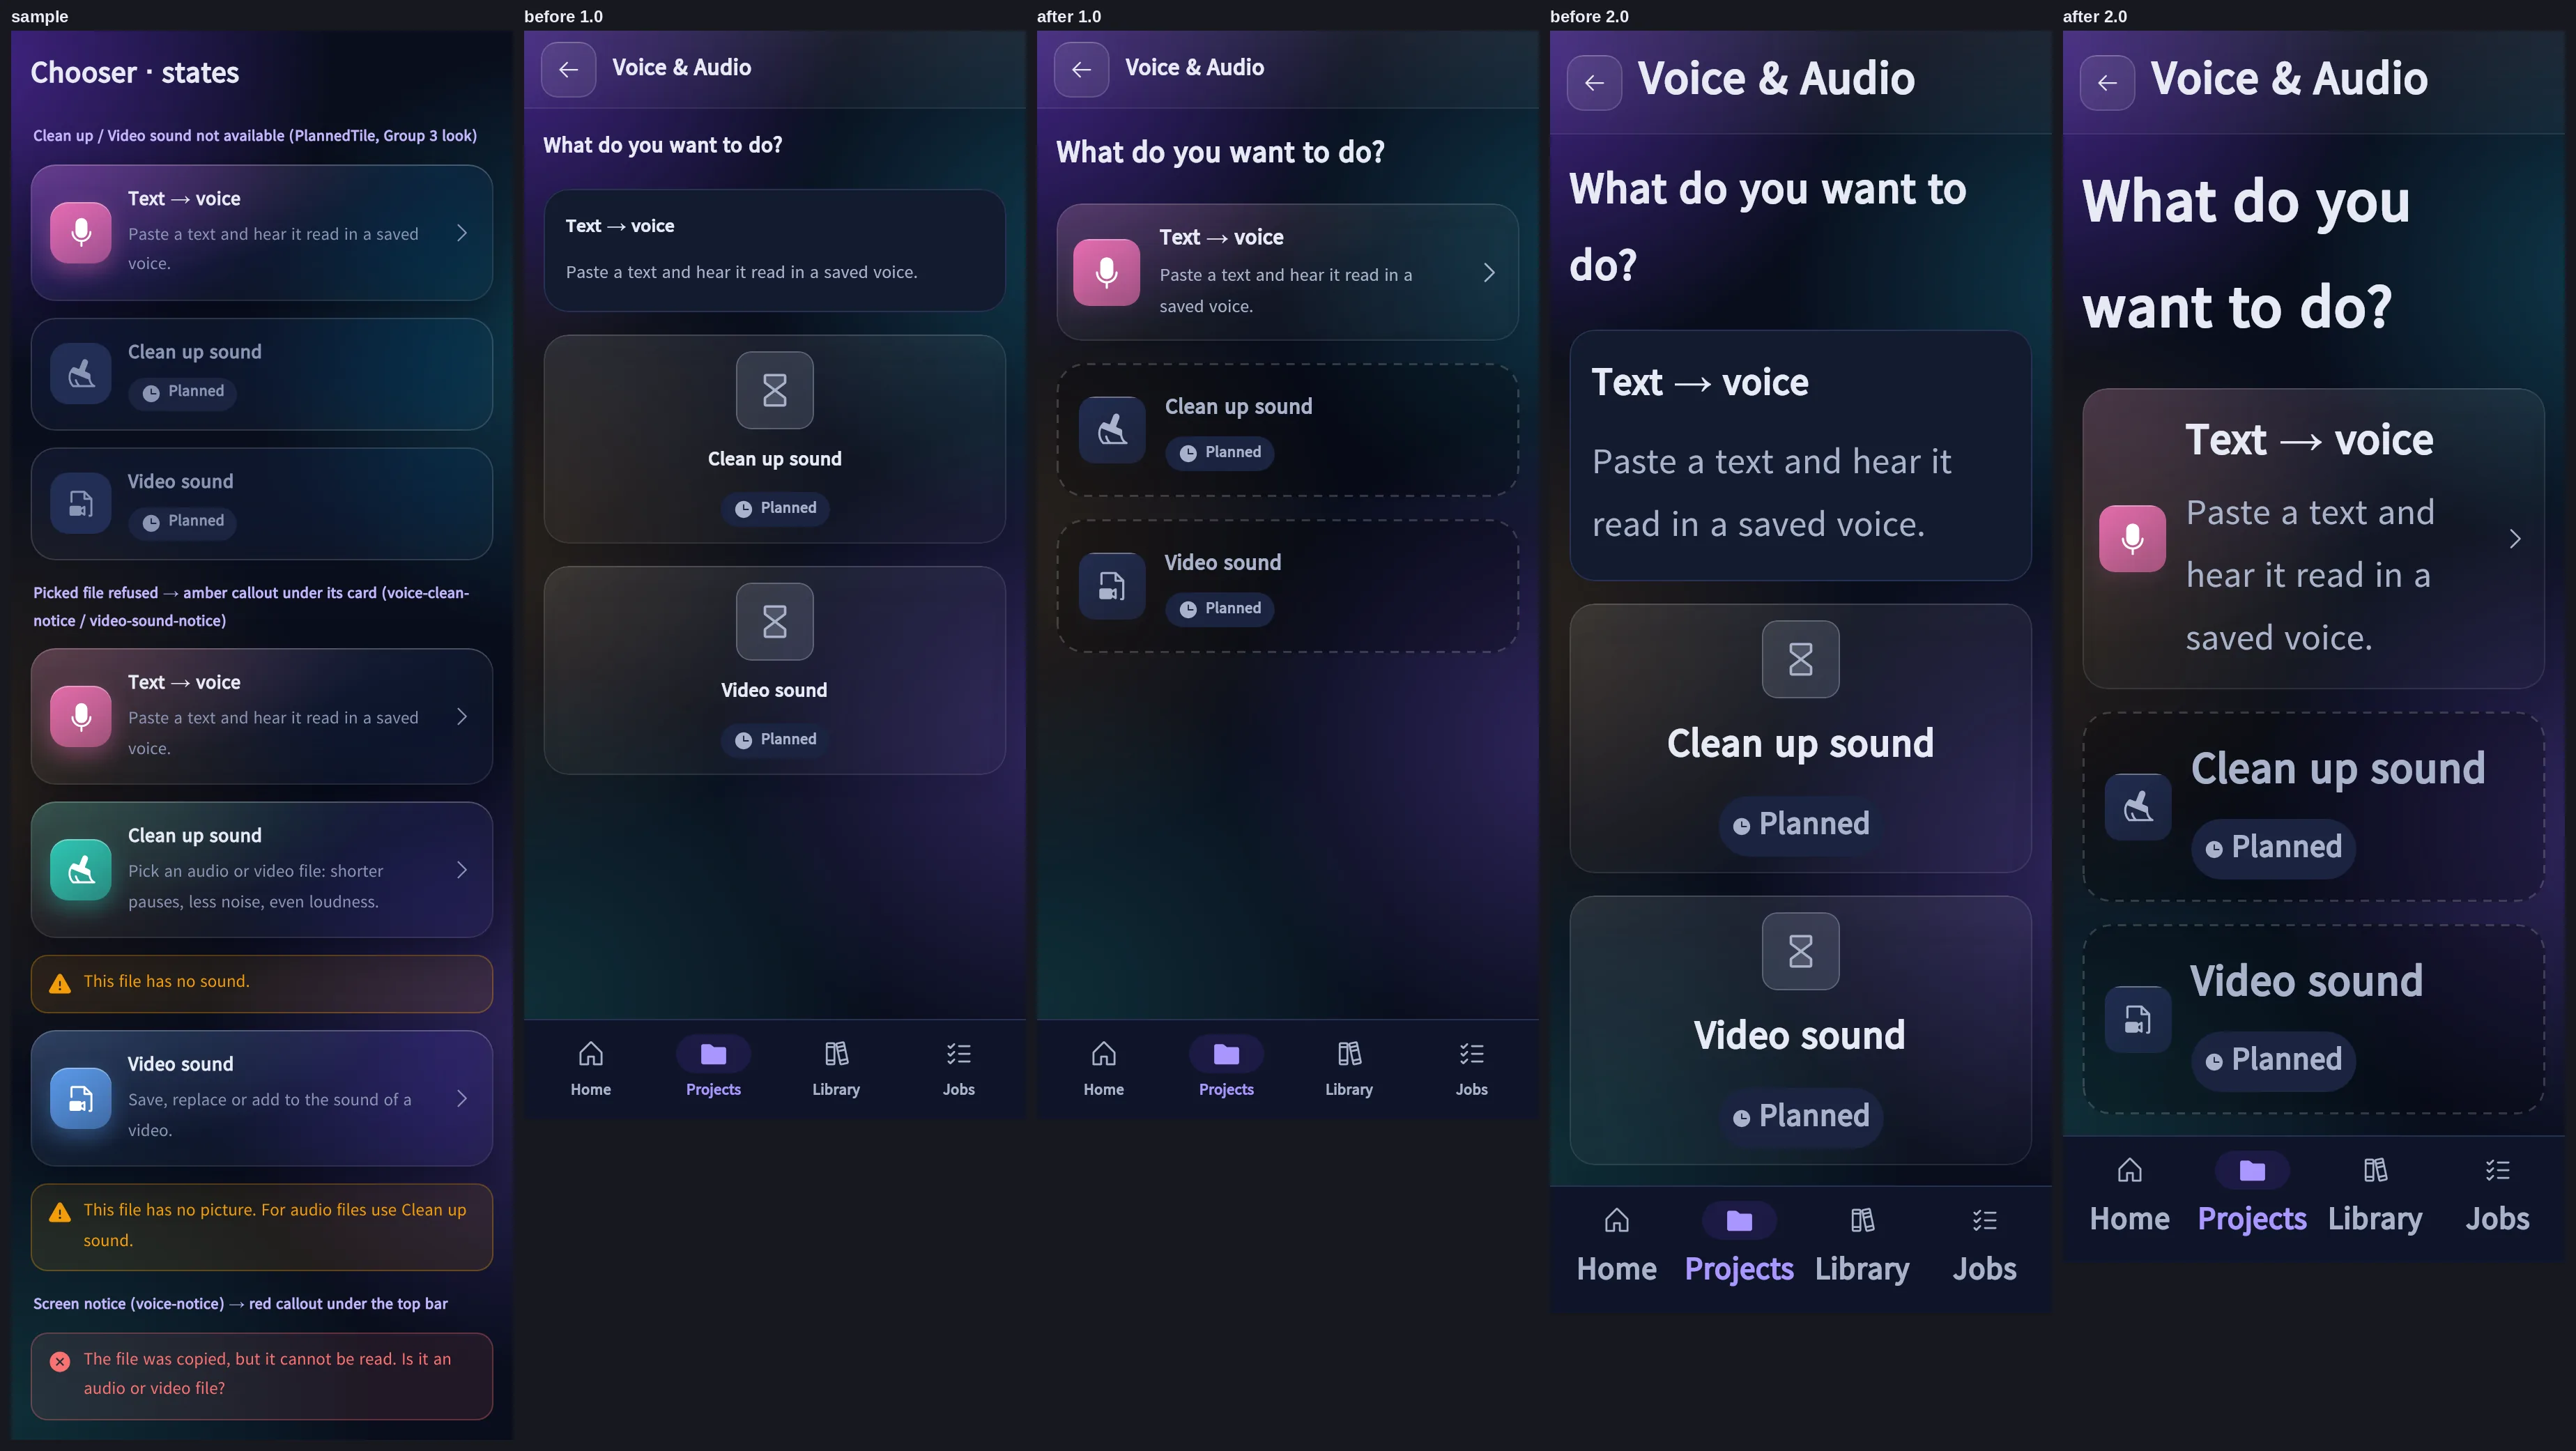 sample
Chooser · states
Clean up / Video sound not available (PlannedTile, Group 3 look)
Text → voice
Paste a text and hear it read in a saved
voice.
Clean up sound
Planned
Video sound
Planned
Picked file refused → amber callout under its card (voice-clean-
notice / video-sound-notice)
Text → voice
Paste a text and hear it read in a saved
voice.
Clean up sound
Pick an audio or video file: shorter
pauses, less noise, even loudness.
This file has no sound.
Video sound
Save, replace or add to the sound of a
video.
This file has no picture. For audio files use Clean up
sound.
Screen notice (voice-notice) → red callout under the top bar
The file was copied, but it cannot be read. Is it an
audio or video file?
before 1.0
Voice & Audio
What do you want to do?
Text → voice
Paste a text and hear it read in a saved voice.
Clean up sound
Planned
Video sound
Planned
Home
Projects
Library
Jobs
after 1.0
Voice & Audio
What do you want to do?
Text → voice
Paste a text and hear it read in a
saved voice.
Clean up sound
Planned
Video sound
Planned
Home
Projects
Library
Jobs
before 2.0
Voice & Audio
What do you want to
do?
Text → voice
Paste a text and hear it
read in a saved voice.
Clean up sound
Planned
Video sound
Planned
Home
Projects
Library
Jobs
after 2.0
Voice & Audio
What do you
want to do?
Text → voice
Paste a text and
hear it read in a
saved voice.
Clean up sound
Planned
Video sound
Planned
Home
Projects
Library
Jobs